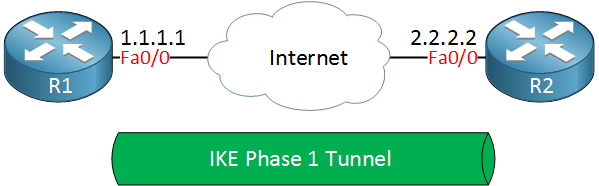 1.1.1.1
Fa0/0
R1
Internet
2.2.2.2
Fa0/0
R2
IKE Phase 1 Tunnel